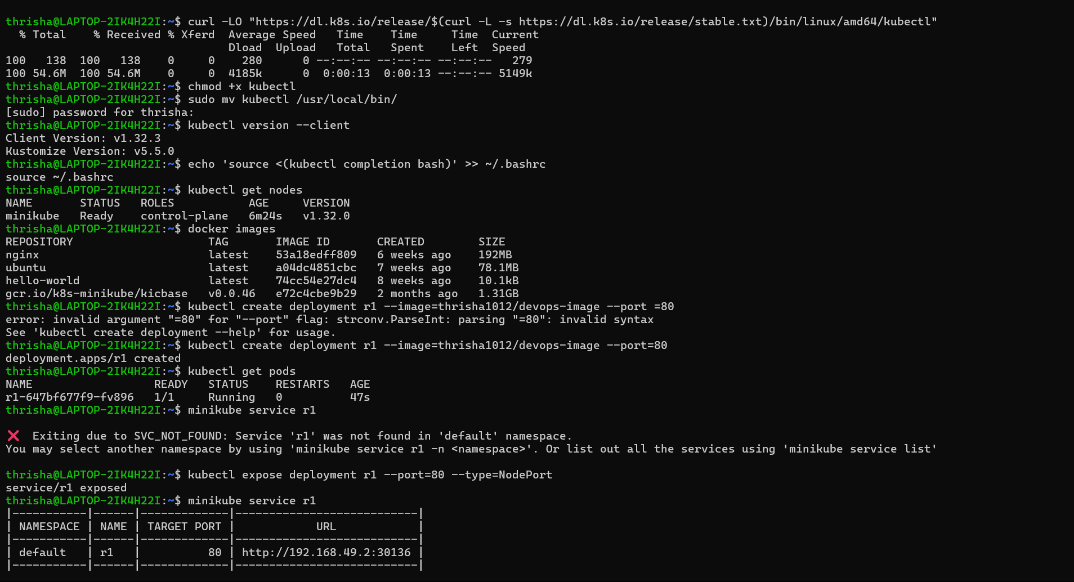 thrisha@LAPTOP-2IK4H22I:~$ curl -LO "https://dl.k8s.io/release/$(curl -L -s https://dl.k8s.io/release/stable.txt)/bin/linux/amd64/kubectl"
  % Total    % Received % Xferd  Average Speed   Time    Time     Time  Current
                                 Dload  Upload   Total   Spent    Left  Speed
100   138  100   138    0     0    280      0 --:--:-- --:--:-- --:--:--   279
100 54.6M  100 54.6M    0     0  4185k      0  0:00:13  0:00:13 --:--:-- 5149k
thrisha@LAPTOP-2IK4H22I:~$ chmod +x kubectl
thrisha@LAPTOP-2IK4H22I:~$ sudo mv kubectl /usr/local/bin/
[sudo] password for thrisha:
thrisha@LAPTOP-2IK4H22I:~$ kubectl version --client
Client Version: v1.32.3
Kustomize Version: v5.5.0
thrisha@LAPTOP-2IK4H22I:~$ echo 'source <(kubectl completion bash)' >> ~/.bashrc
source ~/.bashrc
thrisha@LAPTOP-2IK4H22I:~$ kubectl get nodes
NAME       STATUS   ROLES           AGE     VERSION
minikube   Ready    control-plane   6m24s   v1.32.0
thrisha@LAPTOP-2IK4H22I:~$ docker images
REPOSITORY                    TAG       IMAGE ID       CREATED        SIZE
nginx                         latest    53a18edff809   6 weeks ago    192MB
ubuntu                        latest    a04dc4851cbc   7 weeks ago    78.1MB
hello-world                   latest    74cc54e27dc4   8 weeks ago    10.1kB
gcr.io/k8s-minikube/kicbase   v0.0.46   e72c4cbe9b29   2 months ago   1.31GB
thrisha@LAPTOP-2IK4H22I:~$ kubectl create deployment r1 --image=thrisha1012/devops-image --port =80
error: invalid argument "=80" for "--port" flag: strconv.ParseInt: parsing "=80": invalid syntax
See 'kubectl create deployment --help' for usage.
thrisha@LAPTOP-2IK4H22I:~$ kubectl create deployment r1 --image=thrisha1012/devops-image --port=80
deployment.apps/r1 created
thrisha@LAPTOP-2IK4H22I:~$ kubectl get pods
NAME                  READY   STATUS    RESTARTS   AGE
r1-647bf677f9-fv896   1/1     Running   0          47s
thrisha@LAPTOP-2IK4H22I:~$ minikube service r1
❌  Exiting due to SVC_NOT_FOUND: Service 'r1' was not found in 'default' namespace.
You may select another namespace by using 'minikube service r1 -n <namespace>'. Or list out all the services using 'minikube service list'
thrisha@LAPTOP-2IK4H22I:~$ kubectl expose deployment r1 --port=80 --type=NodePort
service/r1 exposed
thrisha@LAPTOP-2IK4H22I:~$ minikube service r1
|-----------|------|-------------|---------------------------|
| NAMESPACE | NAME | TARGET PORT |            URL            |
|-----------|------|-------------|---------------------------|
| default   | r1   |          80 | http://192.168.49.2:30136 |
|-----------|------|-------------|---------------------------|